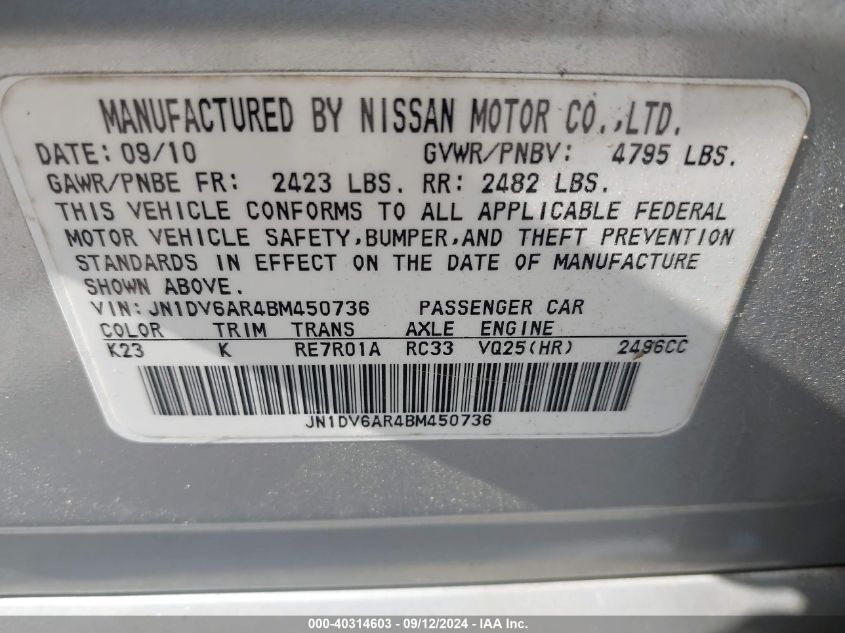 MANUFACTURED BY NISSAN MOTOR CO.,LTD.
DATE: 09/10 GVWR/PNBV: 4795 LBS.
GAWR/PNBE FR: 2423 LBS. RR: 2482 LBS.
THIS VEHICLE CONFORMS TO ALL APPLICABLE FEDERAL
MOTOR VEHICLE SAFETY,BUMPER,AND THEFT PREVENTION
STANDARDS IN EFFECT ON THE DATE OF MANUFACTURE
SHOWN ABOVE.
VIN: JN1DV6AR4BM450736 PASSENGER CAR
COLOR TRIM TRANS AXLE ENGINE
K23 K RE7R01A RC33 VQ25(HR) 2496CC
JN1DV6AR4BM450736
000-40314603 - 09/12/2024 - IAA Inc.